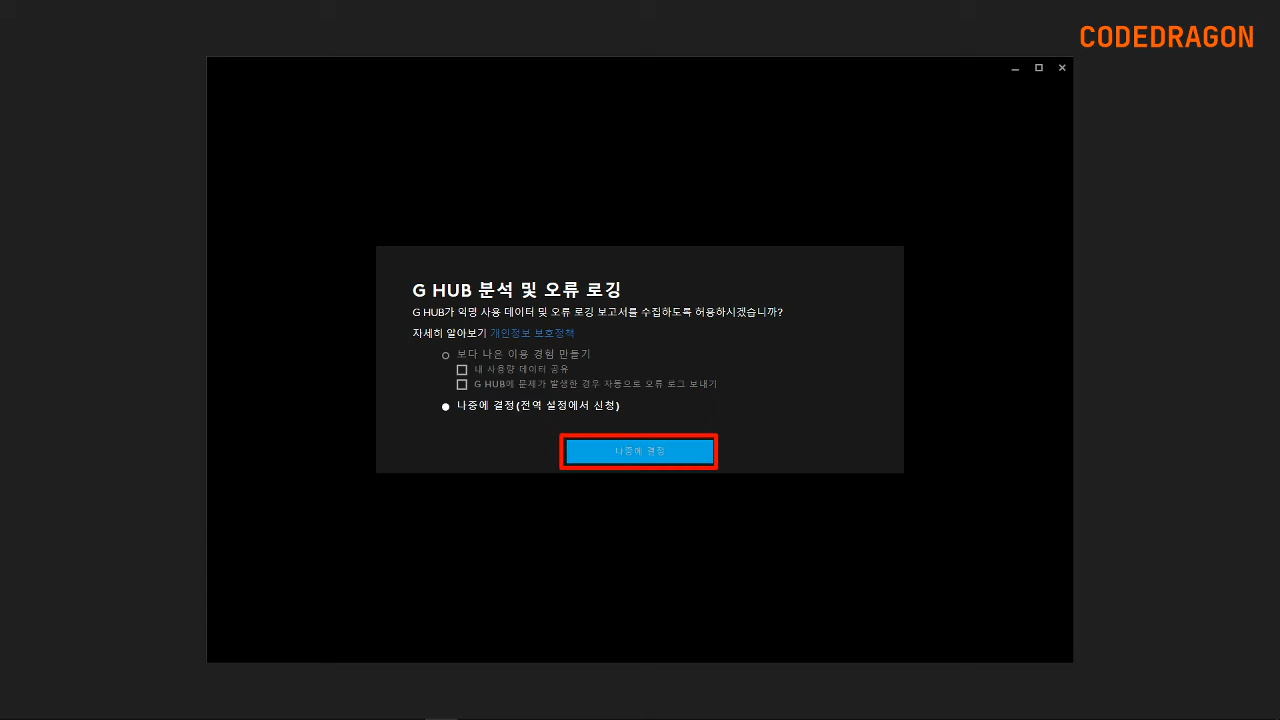 CODEDRAGON
G HUB 분석 및 오류 로깅
G HUB가 익명 사용 데이터 및 오류 로깅 보고서를 수집하도록 허용하시겠습니까?
자세히 알아보기 개인정보 보호정책
보다 나은 이용 경험 만들기
내 사용량 데이터 공유
G HUB에 문제가 발생한 경우 자동으로 오류 로그 보내기
나중에 결정(전역 설정에서 신청)
나중에 결정